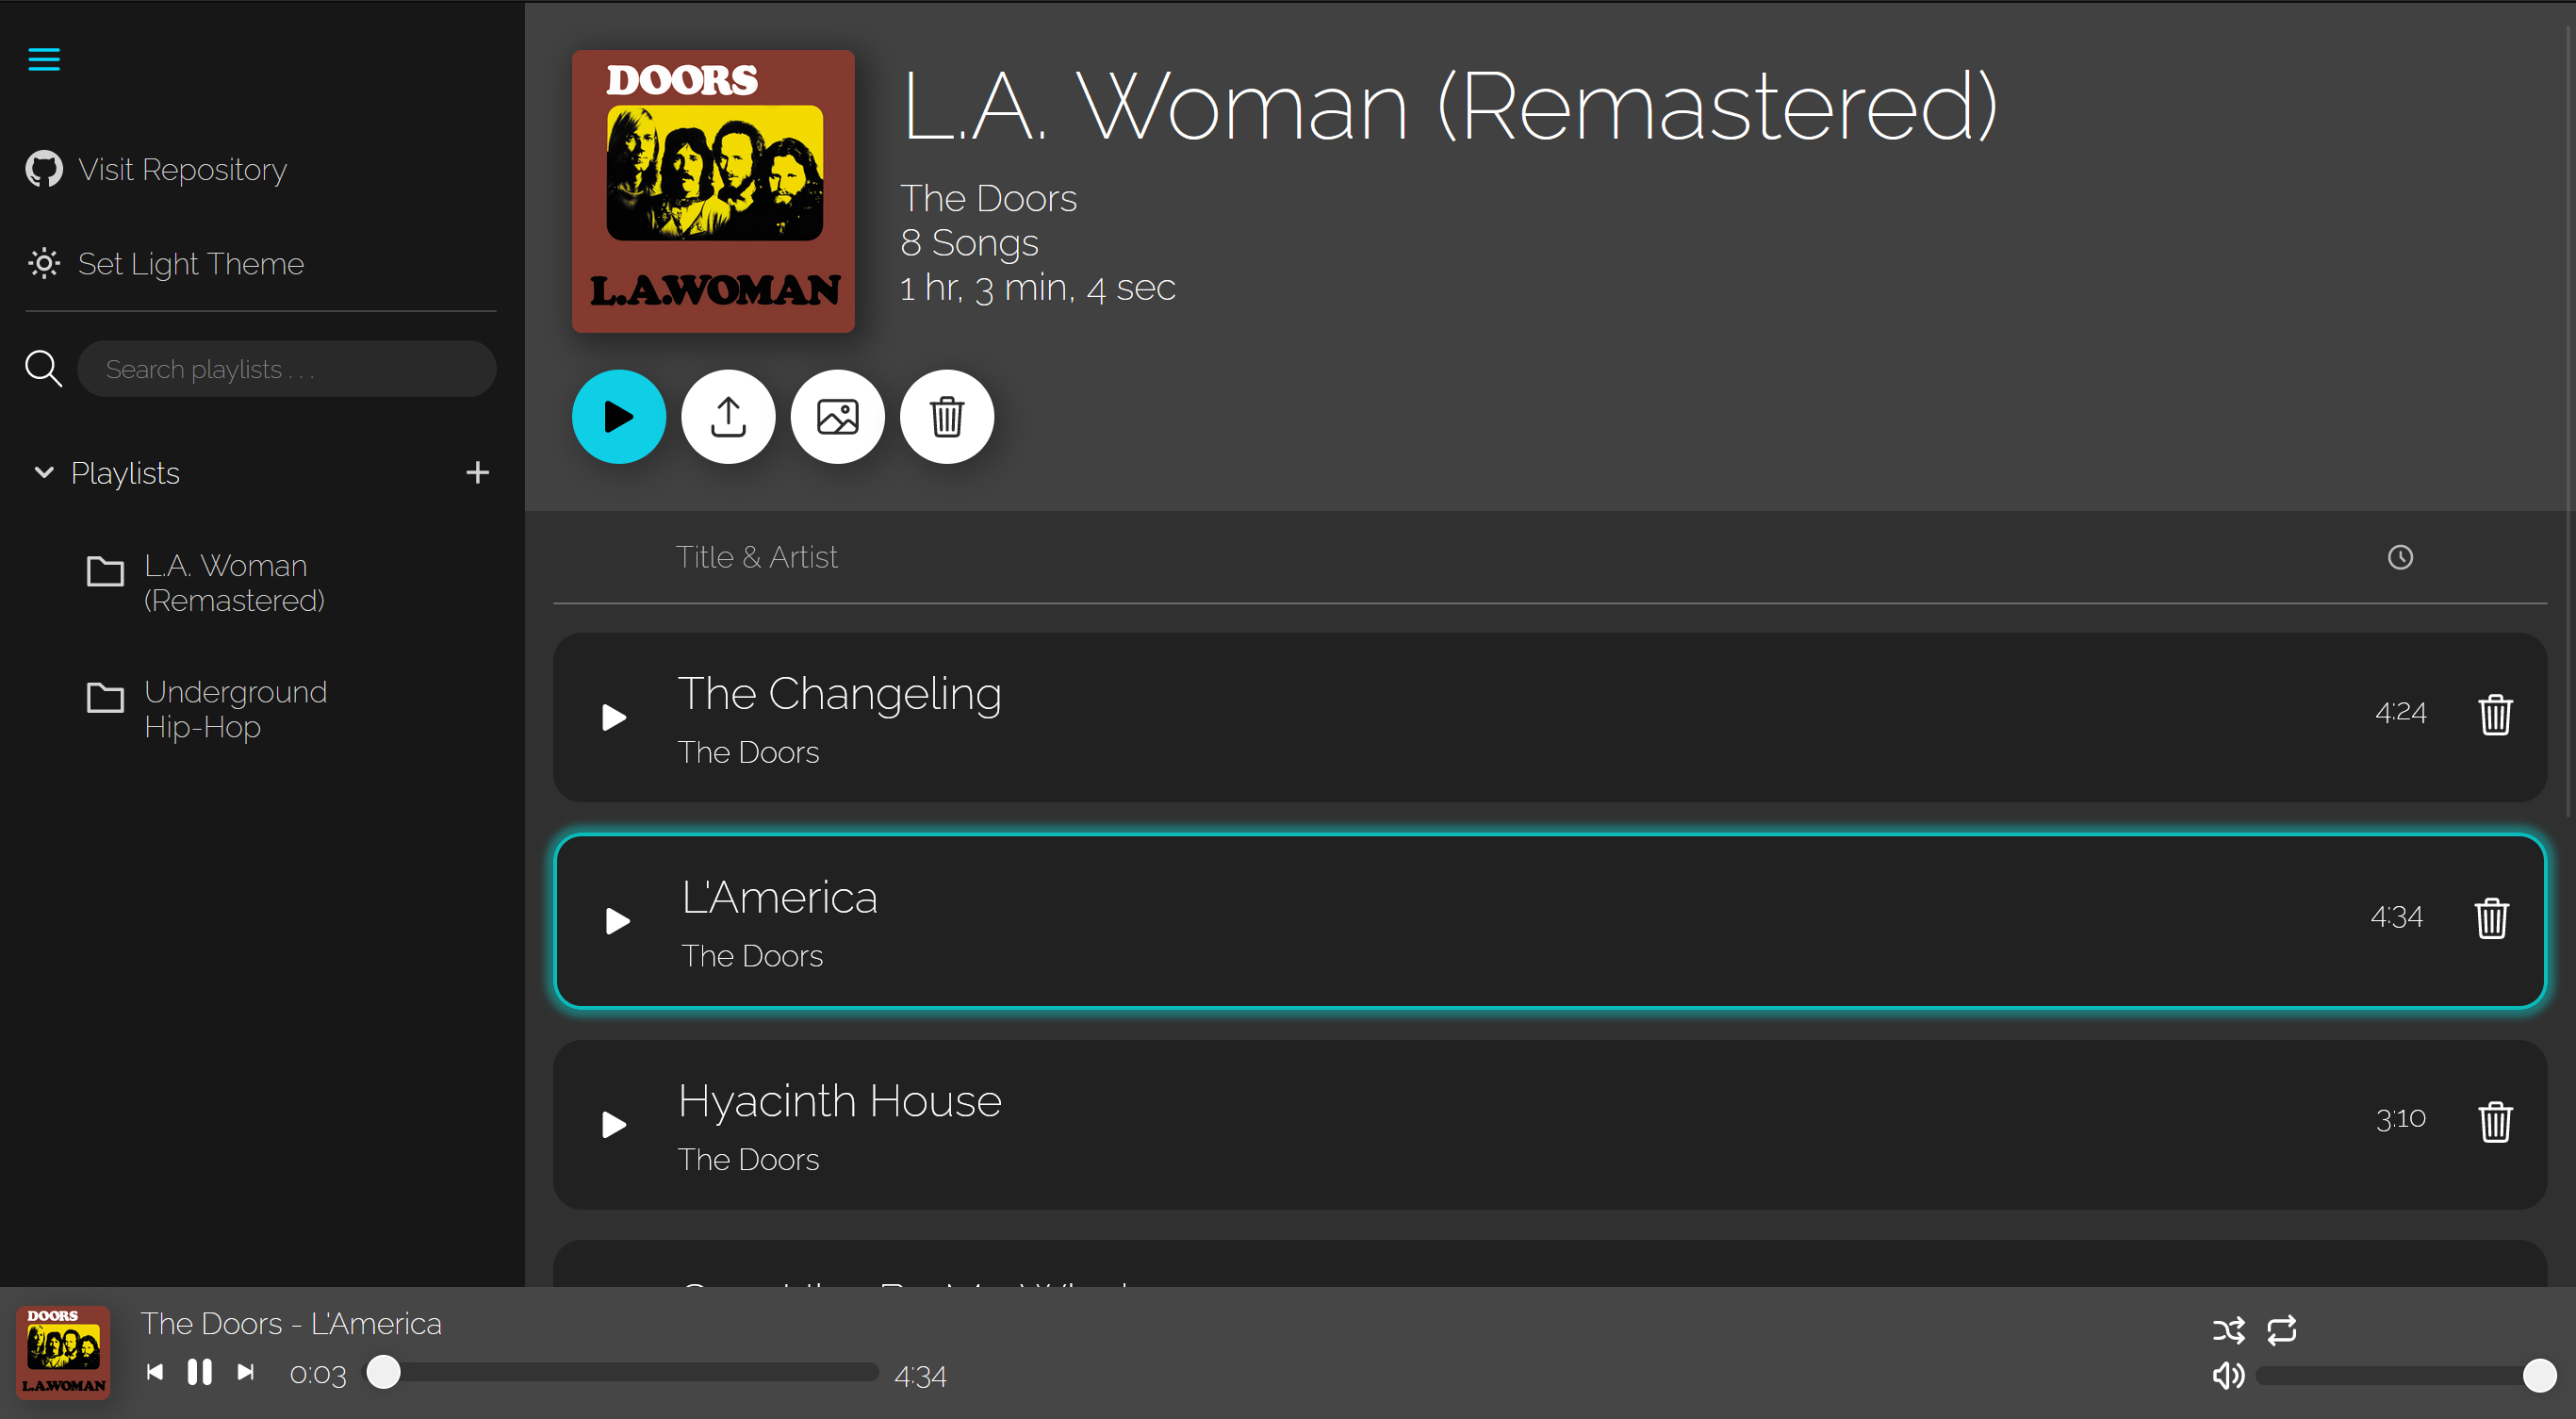 Visit Repository
Set Light Theme
Search playlists . . .
Playlists
L.A. Woman
(Remastered)
Underground
Hip-Hop
DOORS
L.A.WOMAN
L.A. Woman (Remastered)
The Doors
8 Songs
1 hr, 3 min, 4 sec
Title & Artist
The Changeling
The Doors
4:24
L'America
The Doors
4:34
Hyacinth House
The Doors
3:10
DOORS
L.A.WOMAN
The Doors - L'America
0:03
4:34